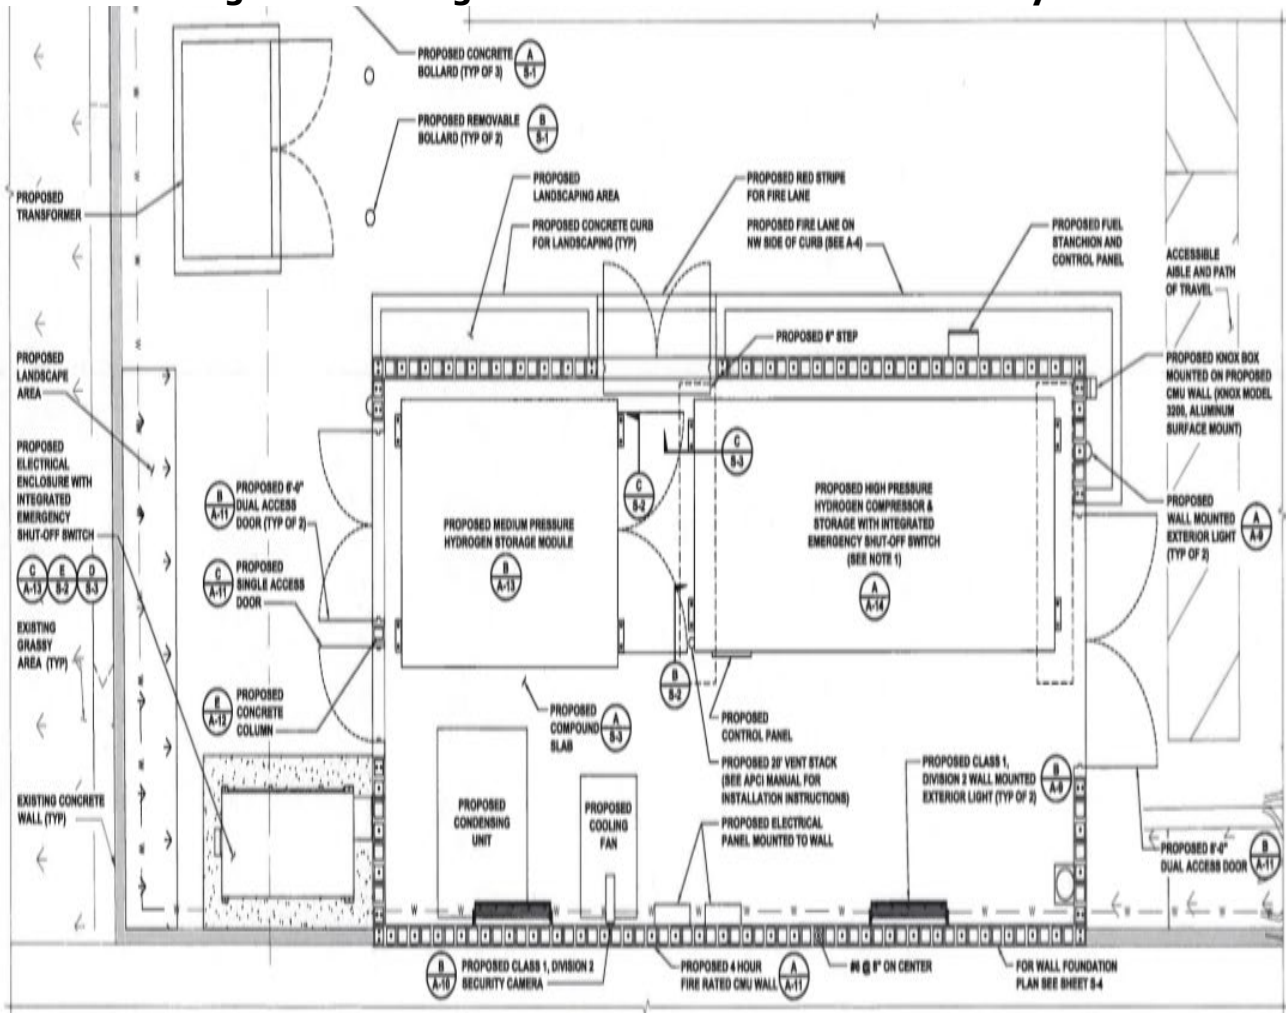 PROPOSED CONCRETE
BOLLARD (TYP OF 3)
A
S-1
PROPOSED REMOVABLE
BOLLARD (TYP OF 2)
B
S-1
PROPOSED
TRANSFORMER
PROPOSED
LANDSCAPING AREA
PROPOSED RED STRIPE
FOR FIRE LANE
PROPOSED CONCRETE CURB
FOR LANDSCAPING (TYP)
PROPOSED FIRE LANE ON
NW SIDE OF CURB (SEE A-4)
PROPOSED FUEL
STANCHION AND
CONTROL PANEL
ACCESSIBLE
AISLE AND PATH
OF TRAVEL
PROPOSED 6" STEP
PROPOSED
LANDSCAPE
AREA
PROPOSED KNOX BOX
MOUNTED ON PROPOSED
CMU WALL (KNOX MODEL
3200, ALUMINUM
SURFACE MOUNT)
PROPOSED
ELECTRICAL
ENCLOSURE WITH
INTEGRATED
EMERGENCY
SHUT-OFF SWITCH
C
A-13
E
S-2
D
S-3
B
A-11
PROPOSED 6'-0"
DUAL ACCESS
DOOR (TYP OF 2)
C
A-11
PROPOSED
SINGLE ACCESS
DOOR
PROPOSED MEDIUM PRESSURE
HYDROGEN STORAGE MODULE
B
A-13
C
S-2
C
S-3
PROPOSED HIGH PRESSURE
HYDROGEN COMPRESSOR &
STORAGE WITH INTEGRATED
EMERGENCY SHUT-OFF SWITCH
(SEE NOTE 1)
A
A-14
PROPOSED
WALL MOUNTED
EXTERIOR LIGHT
(TYP OF 2)
A
A-9
EXISTING
GRASSY
AREA (TYP)
E
A-12
PROPOSED
CONCRETE
COLUMN
B
S-2
PROPOSED
COMPOUND
SLAB
A
S-3
PROPOSED
CONTROL PANEL
PROPOSED 20' VENT STACK
(SEE APCI MANUAL FOR
INSTALLATION INSTRUCTIONS)
PROPOSED CLASS 1,
DIVISION 2 WALL MOUNTED
EXTERIOR LIGHT (TYP OF 2)
B
A-9
EXISTING CONCRETE
WALL (TYP)
PROPOSED
CONDENSING
UNIT
PROPOSED
COOLING
FAN
PROPOSED ELECTRICAL
PANEL MOUNTED TO WALL
PROPOSED 8'-0"
DUAL ACCESS DOOR
B
A-11
B
A-10
PROPOSED CLASS 1, DIVISION 2
SECURITY CAMERA
PROPOSED 4 HOUR
FIRE RATED CMU WALL
A
A-11
@ 8" ON CENTER
FOR WALL FOUNDATION
PLAN SEE SHEET S-4